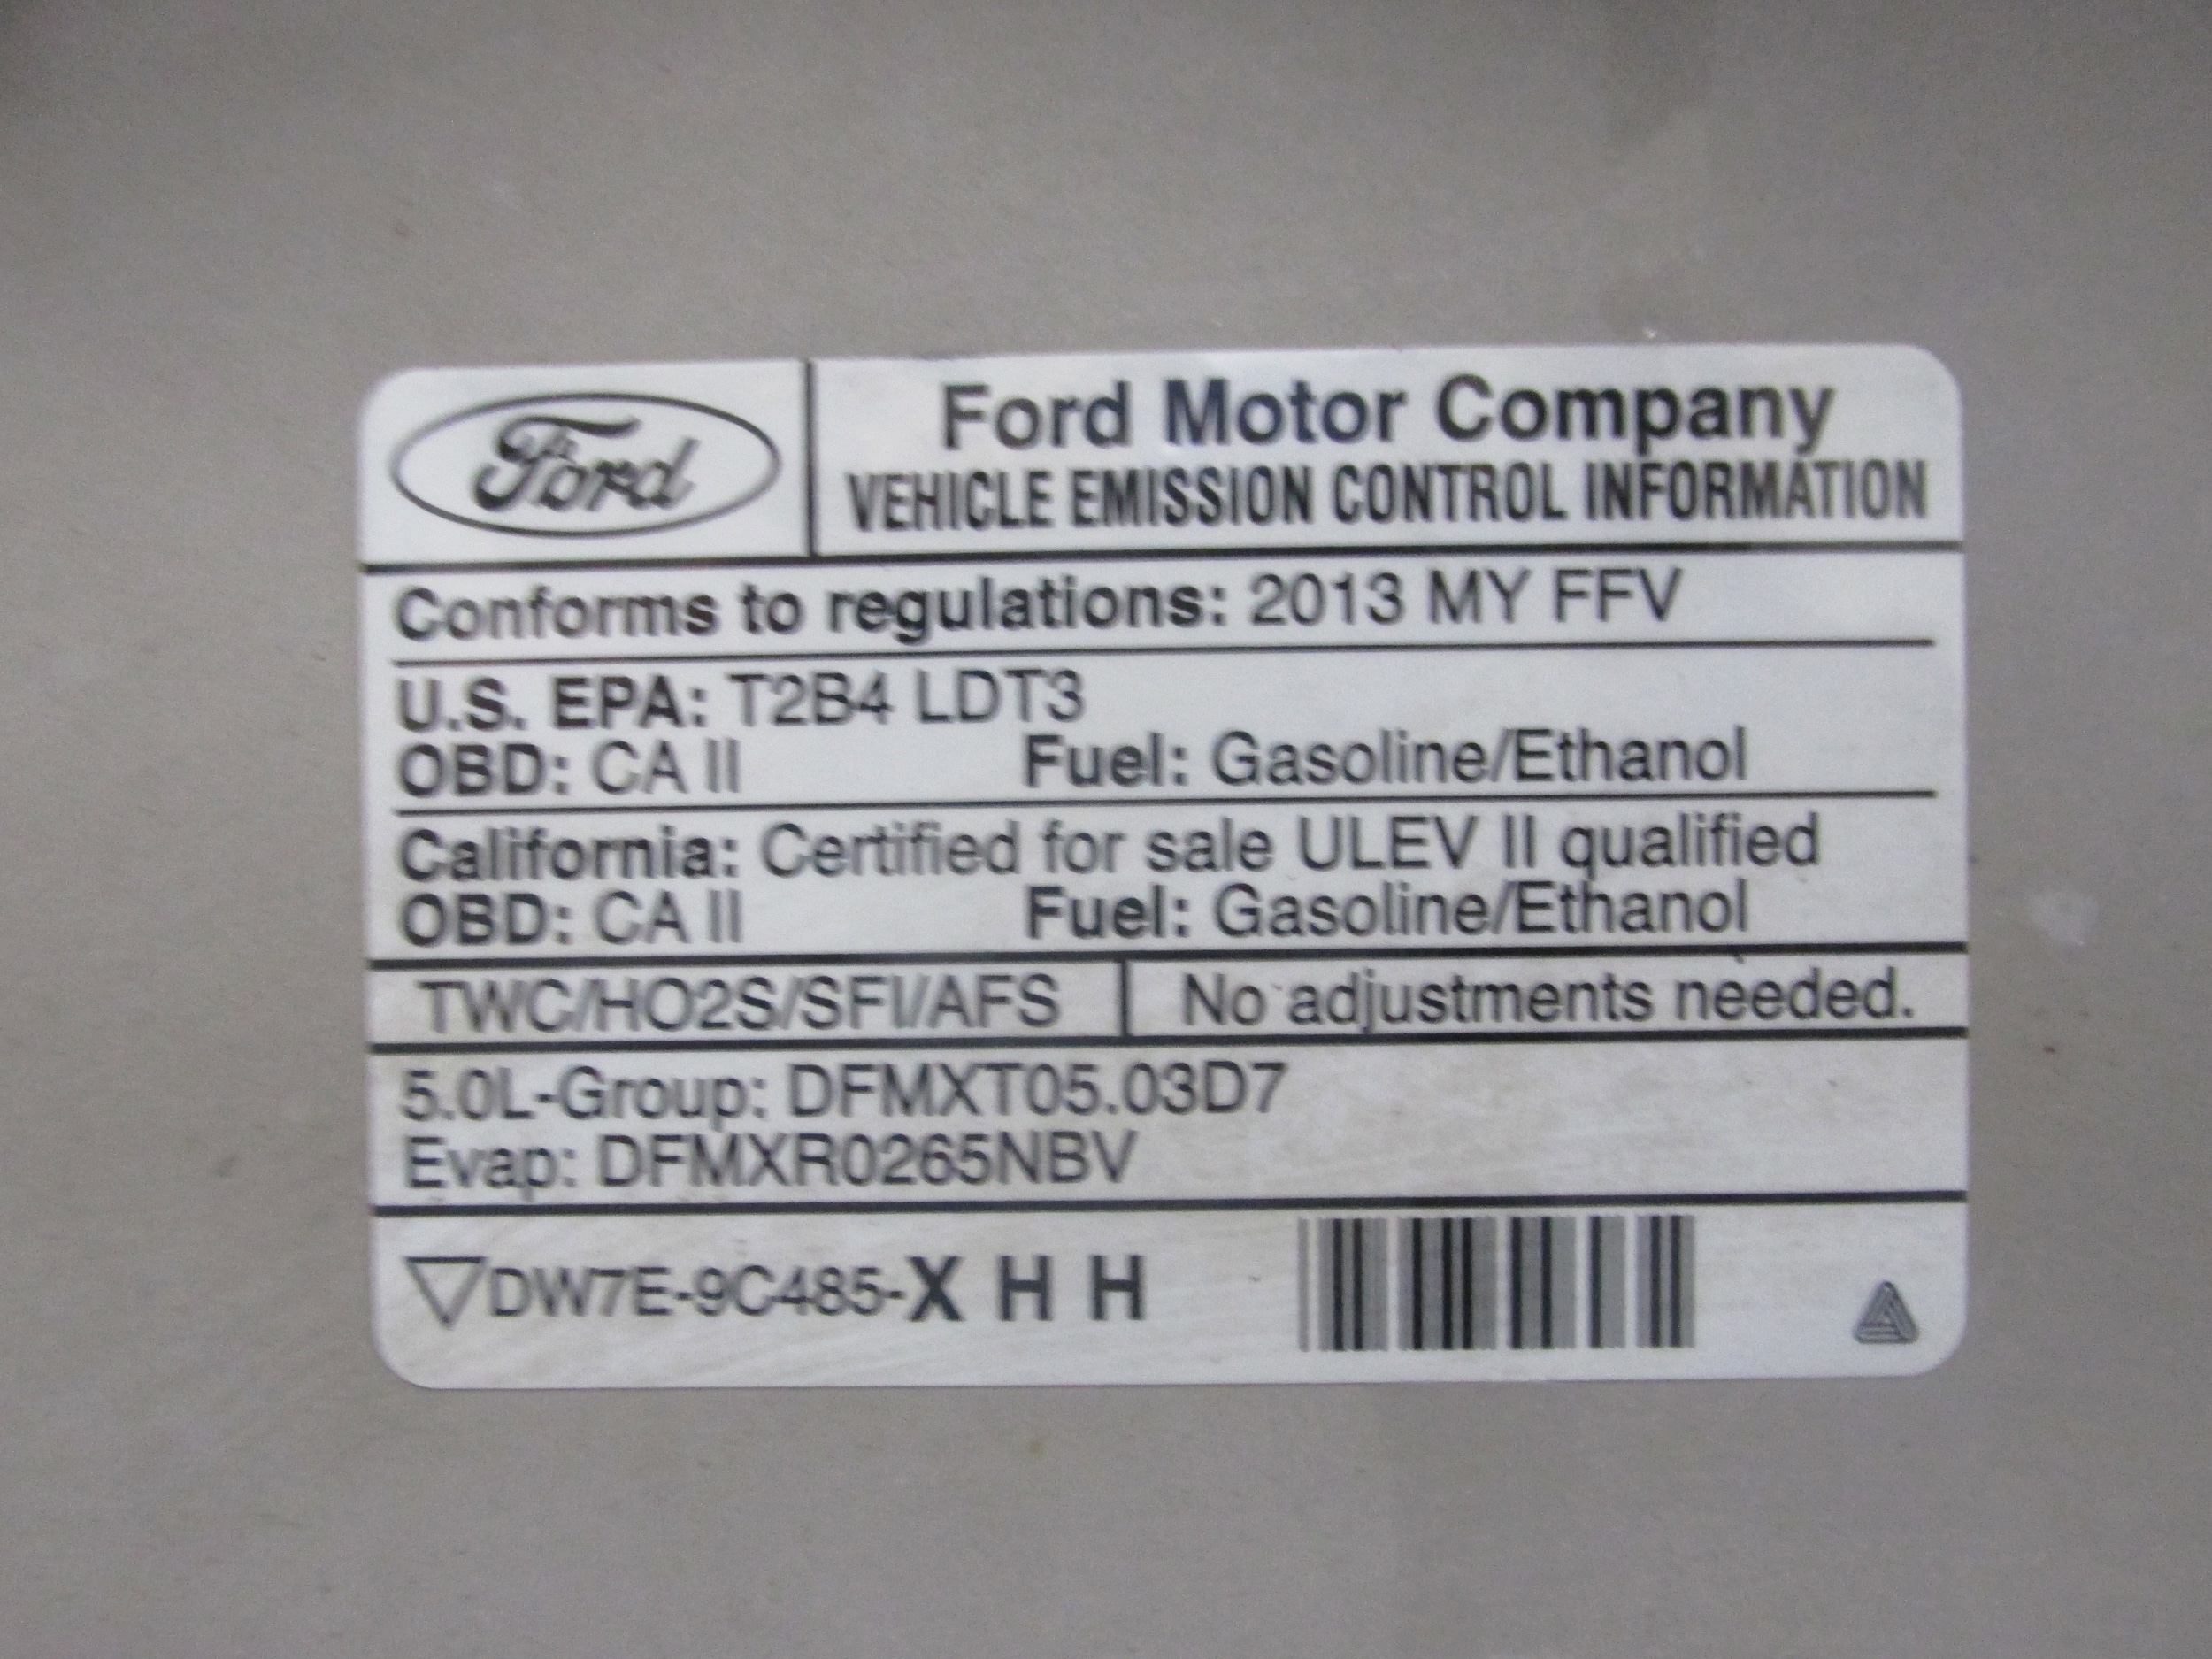 Ford
Ford Motor Company
VEHICLE EMISSION CONTROL INFORMATION
Conforms to regulations: 2013 MY FFV
U.S. EPA: T2B4 LDT3
OBD: CA II Fuel: Gasoline/Ethanol
California: Certified for sale ULEV II qualified
OBD: CA II Fuel: Gasoline/Ethanol
TWC/HO2S/SFI/AFS No adjustments needed.
5.0L-Group: DFMXT05.03D7
Evap: DFMXR0265NBV
DW7E-9C485-X H H